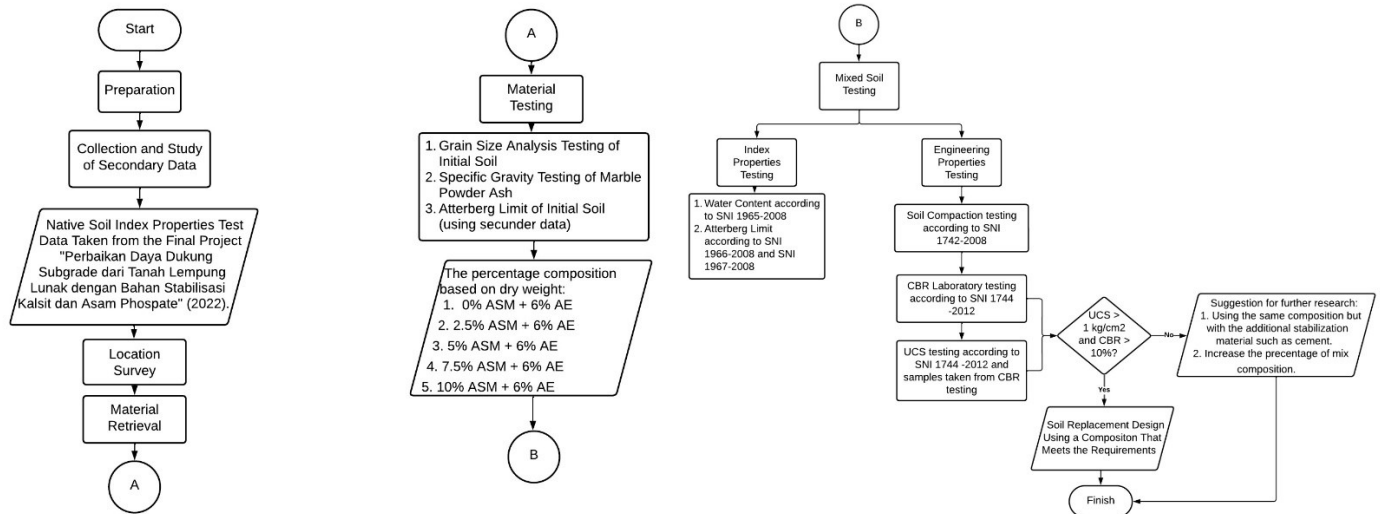 Start
Preparation
Collection and Study
of Secondary Data
Native Soil Index Properties Test
Data Taken from the Final Project
"Perbaikan Daya Dukung
Subgrade dari Tanah Lempung
Lunak dengan Bahan Stabilisasi
Kalsit dan Asam Phospate" (2022).
Location
Survey
Material
Retrieval
A
A
Material
Testing
1. Grain Size Analysis Testing of
Initial Soil
2. Specific Gravity Testing of Marble
Powder Ash
3. Atterberg Limit of Initial Soil
(using secunder data)
The percentage composition
based on dry weight:
1. 0% ASM + 6% AE
2. 2.5% ASM + 6% AE
3. 5% ASM + 6% AE
4. 7.5% ASM + 6% AE
5. 10% ASM + 6% AE
B
B
Mixed Soil
Testing
Index
Properties
Testing
1. Water Content according
to SNI 1965-2008
2. Atterberg Limit
according to SNI
1966-2008 and SNI
1967-2008
Engineering
Properties
Testing
Soil Compaction testing
according to SNI
1742-2008
CBR Laboratory testing
according to SNI 1744
-2012
UCS testing according to
SNI 1744 -2012 and
samples taken from CBR
testing
UCS >
1 kg/cm2
and CBR >
10%?
No
Suggestion for further research:
1. Using the same composition but
with the additional stabilization
material such as cement.
2. Increase the precentage of mix
composition.
Yes
Soil Replacement Design
Using a Compositon That
Meets the Requirements
Finish